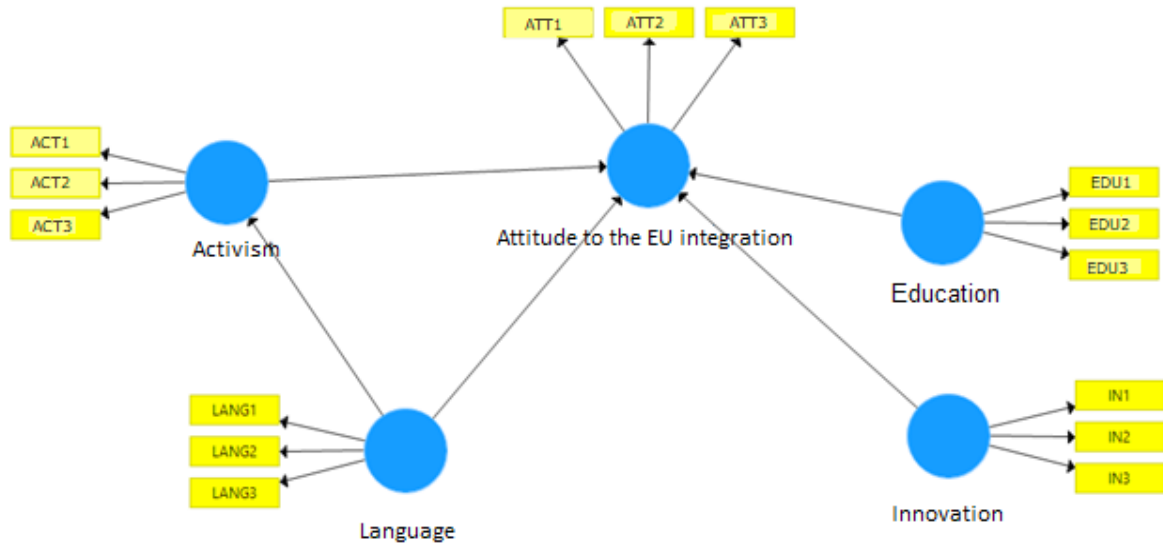 ATT1
ATT2
ATT3
ACT1
ACT2
ACT3
Activism
Attitude to the EU integration
EDU1
EDU2
EDU3
Education
LANG1
LANG2
LANG3
Language
IN1
IN2
IN3
Innovation